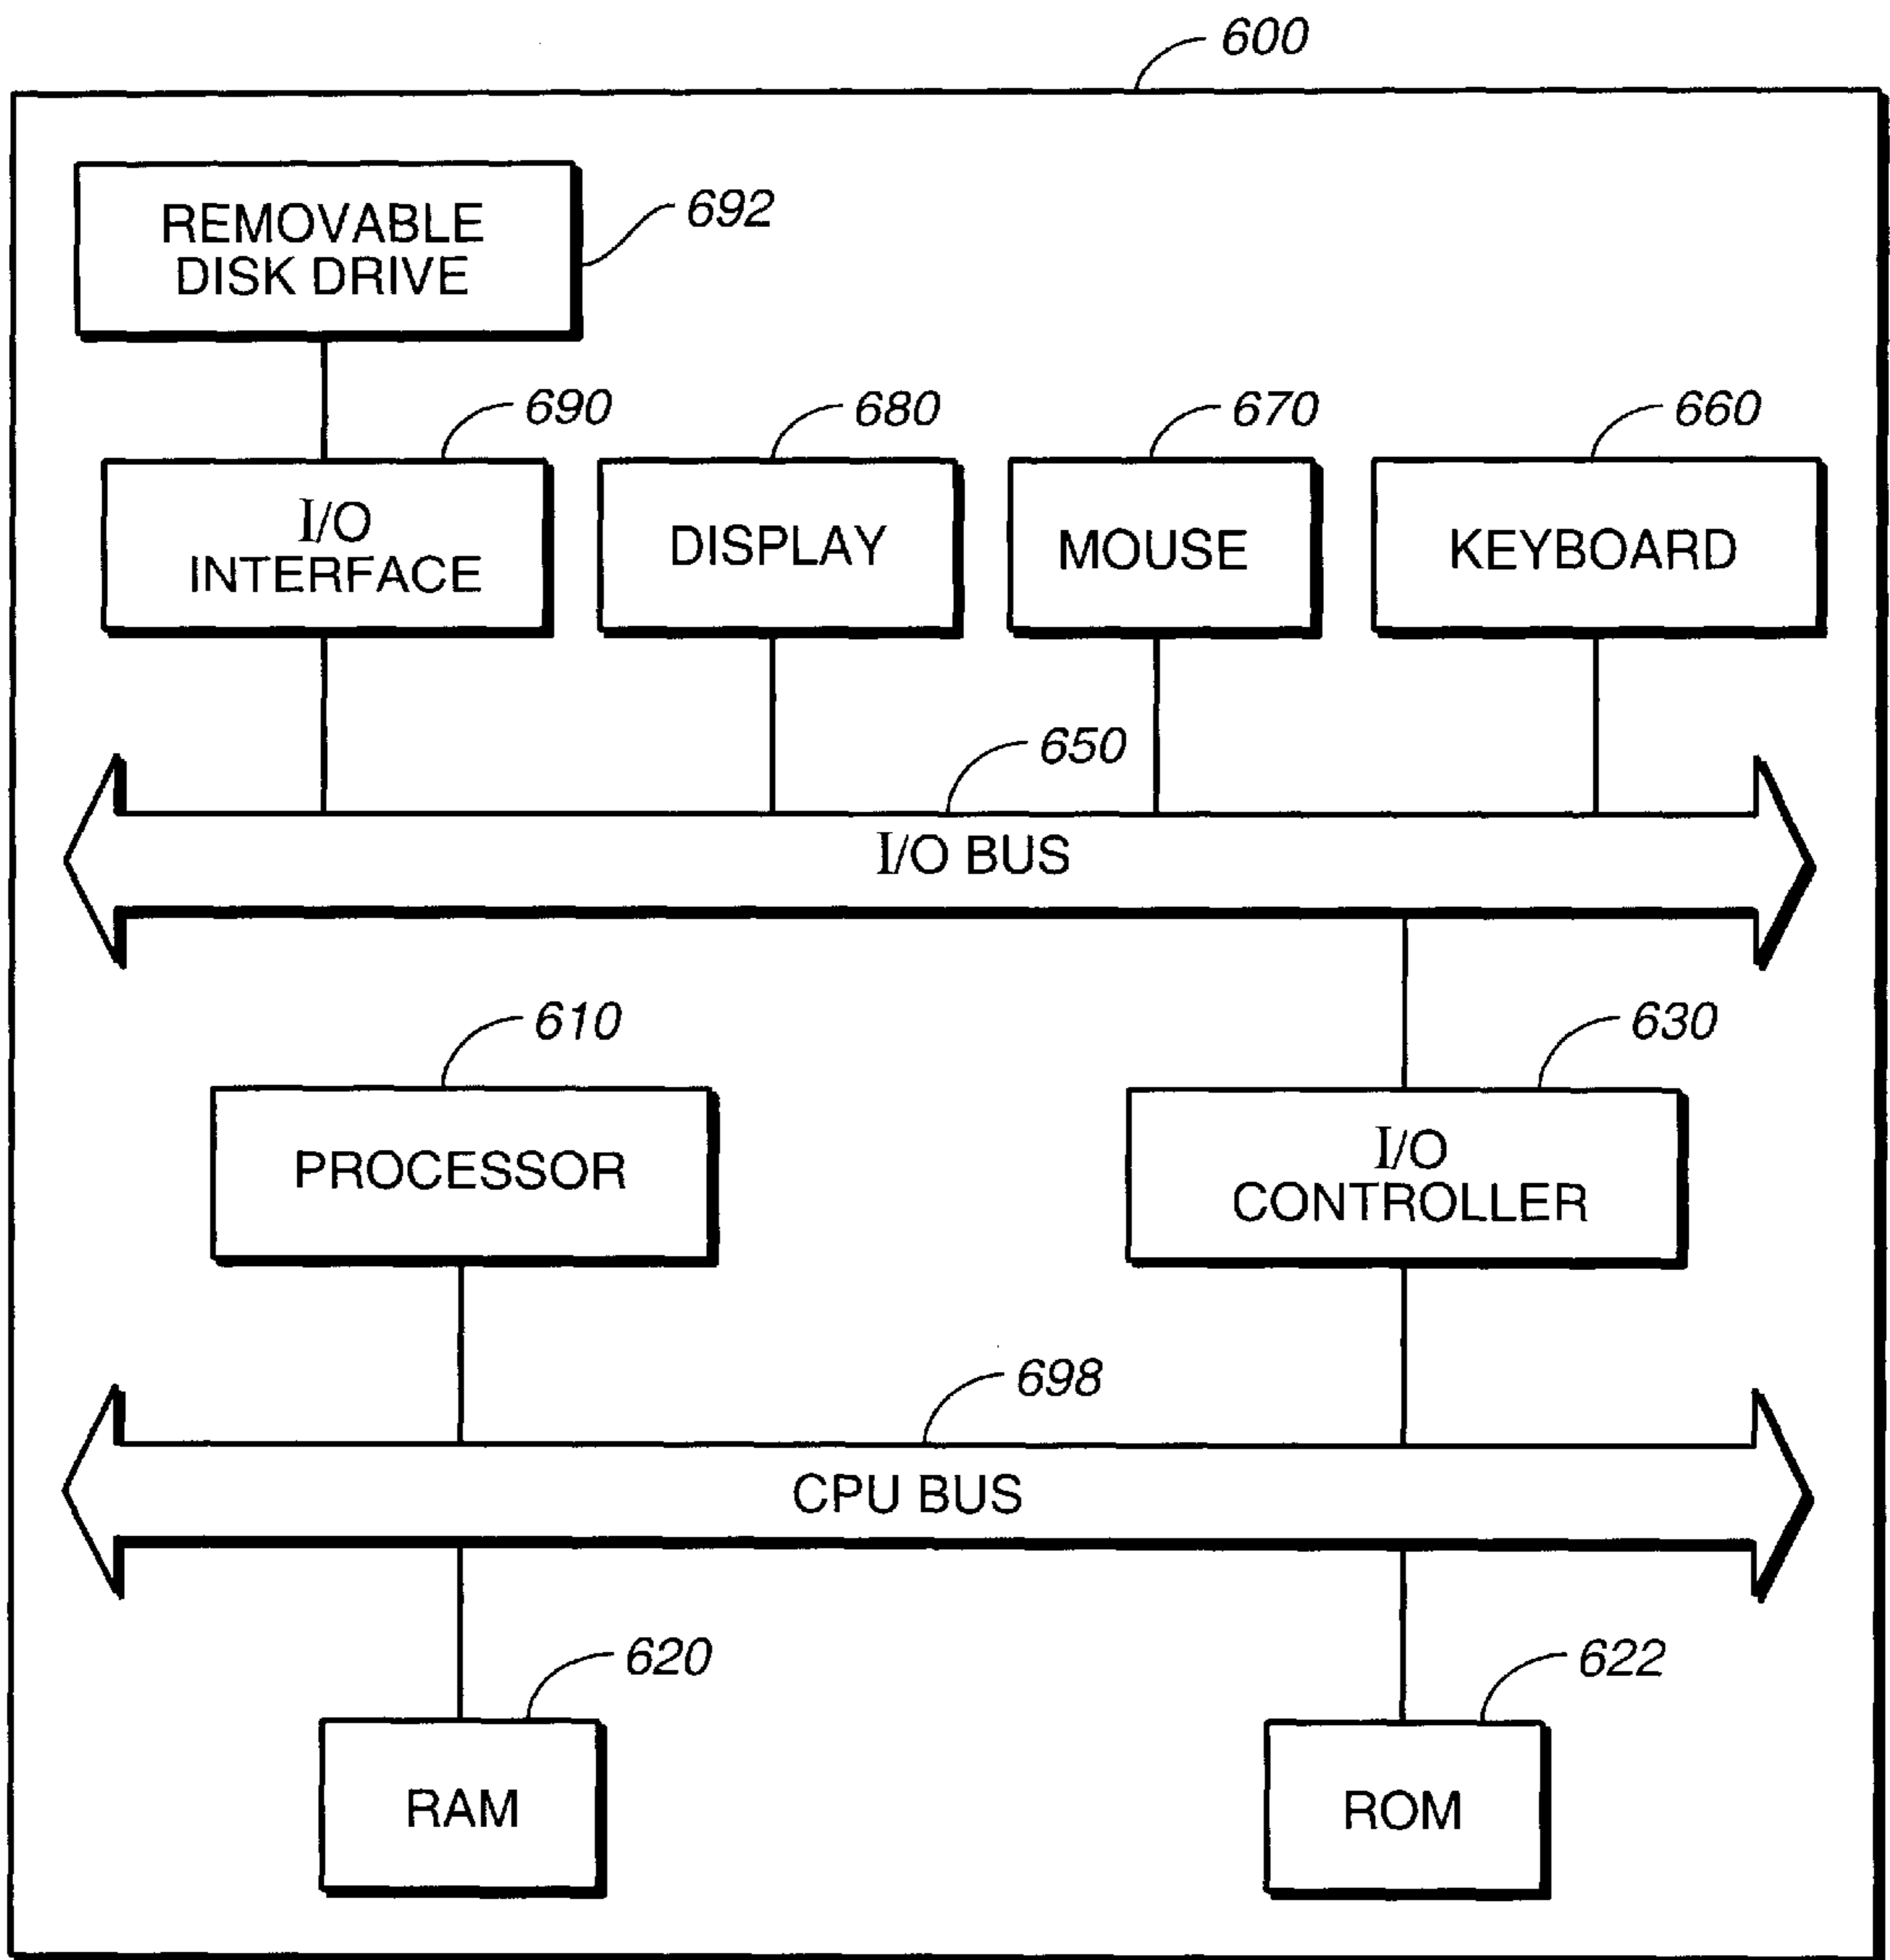 600
REMOVABLE
DISK DRIVE
692
690
680
670
660
I/O
INTERFACE
DISPLAY
MOUSE
KEYBOARD
650
I/O BUS
610
630
PROCESSOR
I/O
CONTROLLER
698
CPU BUS
620
622
RAM
ROM